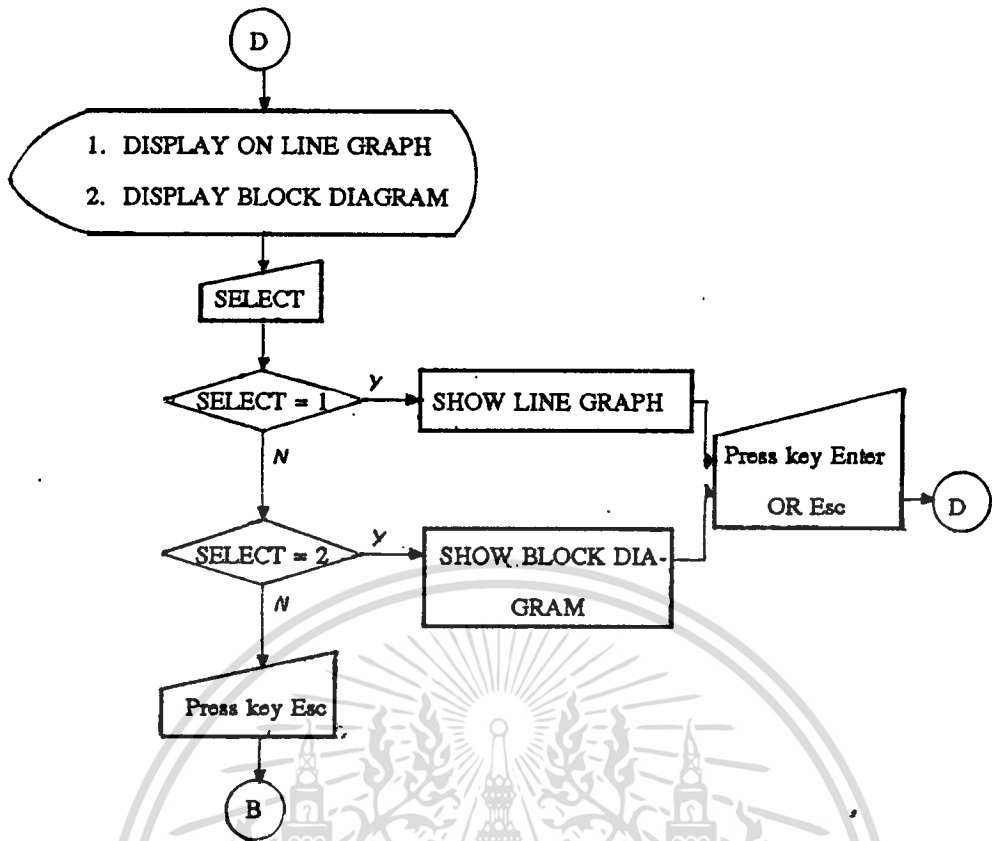 D
1. DISPLAY ON LINE GRAPH
2. DISPLAY BLOCK DIAGRAM
SELECT
SELECT = 1
Y
SHOW LINE GRAPH
N
Press key Enter
OR Esc
D
SELECT = 2
Y
SHOW BLOCK DIA-
GRAM
N
Press key Esc
B